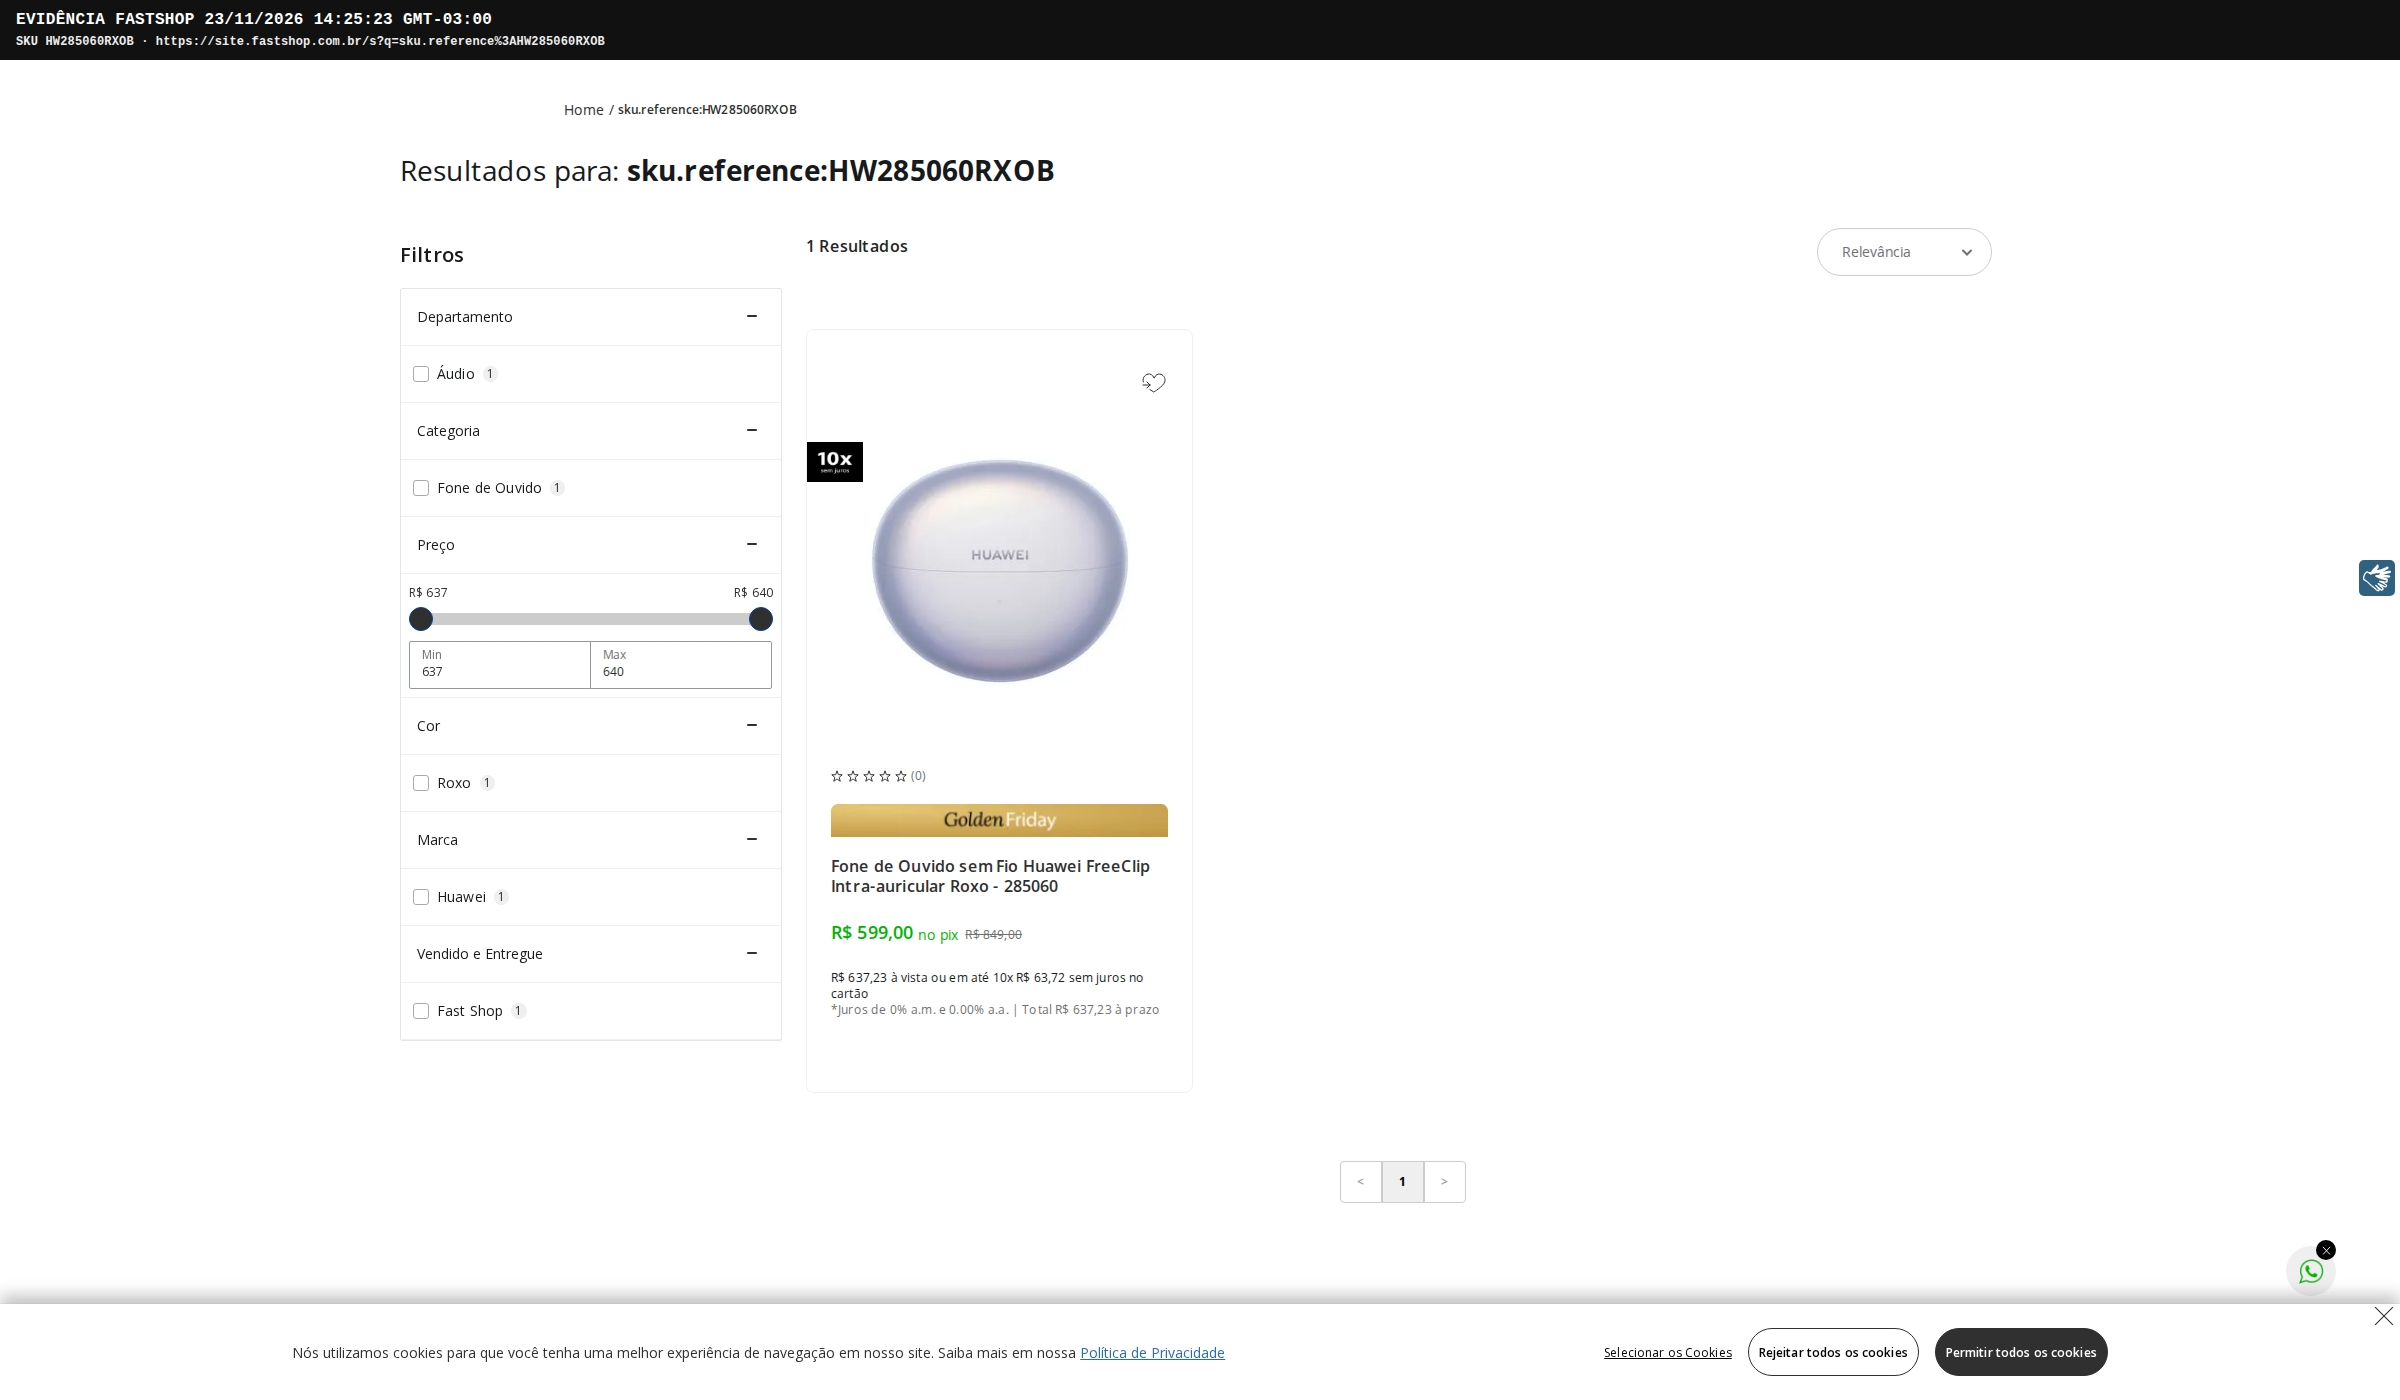 EVIDÊNCIA FASTSHOP 23/11/2026 14:25:23 GMT-03:00
SKU HW285060RXOB · https://site.fastshop.com.br/s?q=sku.reference%3AHW285060RXOB
Home / sku.reference:HW285060RXOB
Resultados para: sku.reference:HW285060RXOB
Filtros
1 Resultados
Relevância
Departamento
Áudio 1
Categoria
Fone de Ouvido 1
Preço
R$ 637 R$ 640
Min Max
637 640
Cor
Roxo 1
Marca
Huawei 1
Vendido e Entregue
Fast Shop 1
10x
sem juros
HUAWEI
(0)
Golden Friday
Fone de Ouvido sem Fio Huawei FreeClip
Intra-auricular Roxo - 285060
R$ 599,00 no pix R$ 849,00
R$ 637,23 à vista ou em até 10x R$ 63,72 sem juros no
cartão
*Juros de 0% a.m. e 0.00% a.a. | Total R$ 637,23 à prazo
< 1 >
Nós utilizamos cookies para que você tenha uma melhor experiência de navegação em nosso site. Saiba mais em nossa Política de Privacidade
Selecionar os Cookies
Rejeitar todos os cookies
Permitir todos os cookies